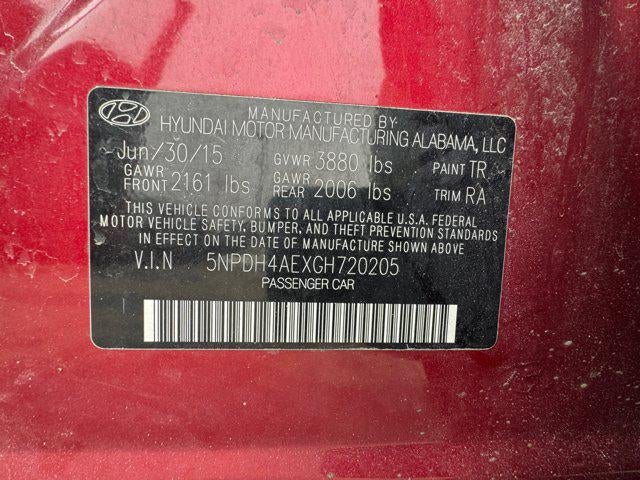 MANUFACTURED BY
HYUNDAI MOTOR MANUFACTURING ALABAMA, LLC
Jun/30/15 GVWR 3880 lbs PAINT TR
GAWR FRONT 2161 lbs GAWR REAR 2006 lbs TRIM RA
THIS VEHICLE CONFORMS TO ALL APPLICABLE U.S.A. FEDERAL
MOTOR VEHICLE SAFETY, BUMPER, AND THEFT PREVENTION STANDARDS
IN EFFECT ON THE DATE OF MANUFACTURE SHOWN ABOVE
V.I.N 5NPDH4AEXGH720205
PASSENGER CAR